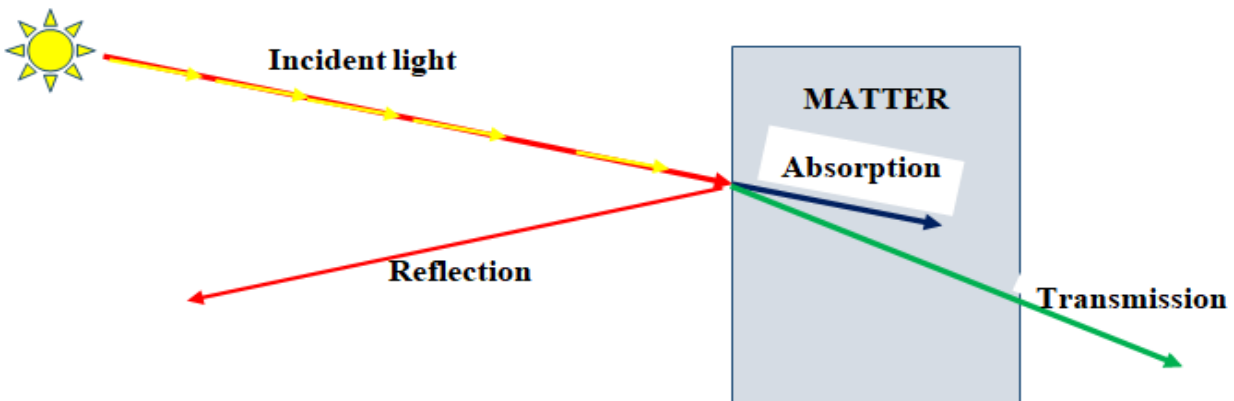 Incident light
MATTER
Absorption
Reflection
Transmission